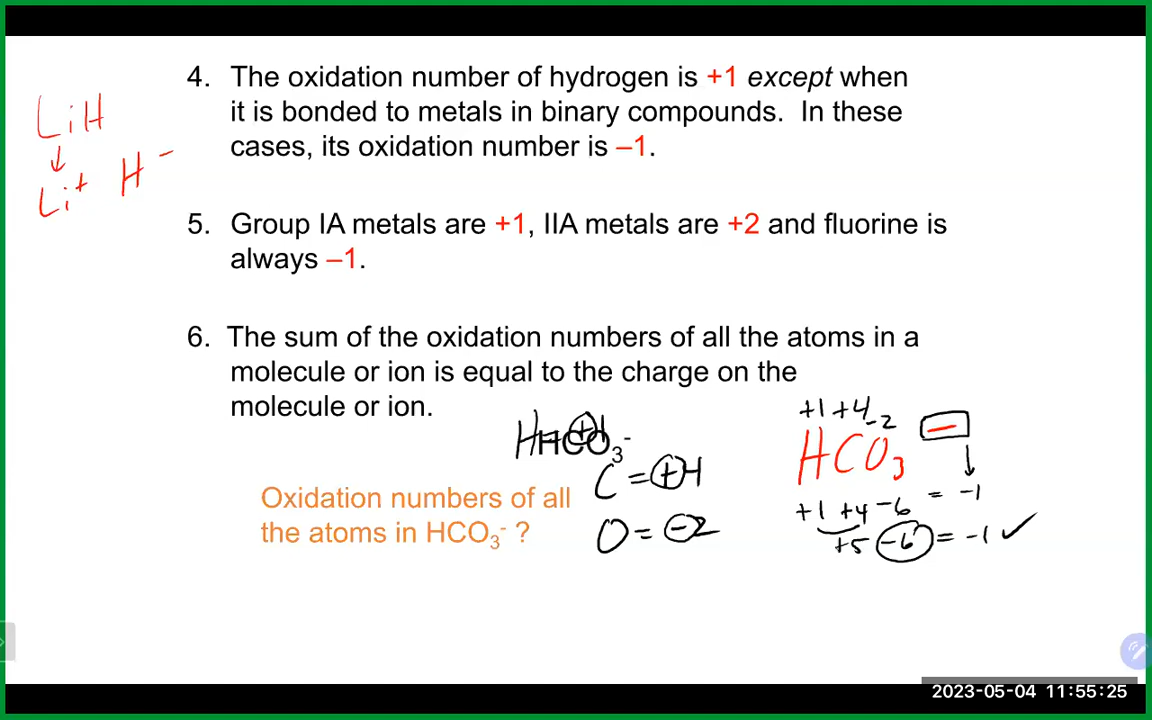 4. The oxidation number of hydrogen is +1 except when
it is bonded to metals in binary compounds. In these
cases, its oxidation number is –1.
LiH
↓
Li+ H–
5. Group IA metals are +1, IIA metals are +2 and fluorine is
always –1.
6. The sum of the oxidation numbers of all the atoms in a
molecule or ion is equal to the charge on the
molecule or ion.
HCO3-
H = +1
C = +4
O = -2
Oxidation numbers of all
the atoms in HCO3- ?
+1 +4 -2
HCO3 –
↓
+1 +4 -6 = -1
+5 -6 = -1 ✓
2023-05-04 11:55:25